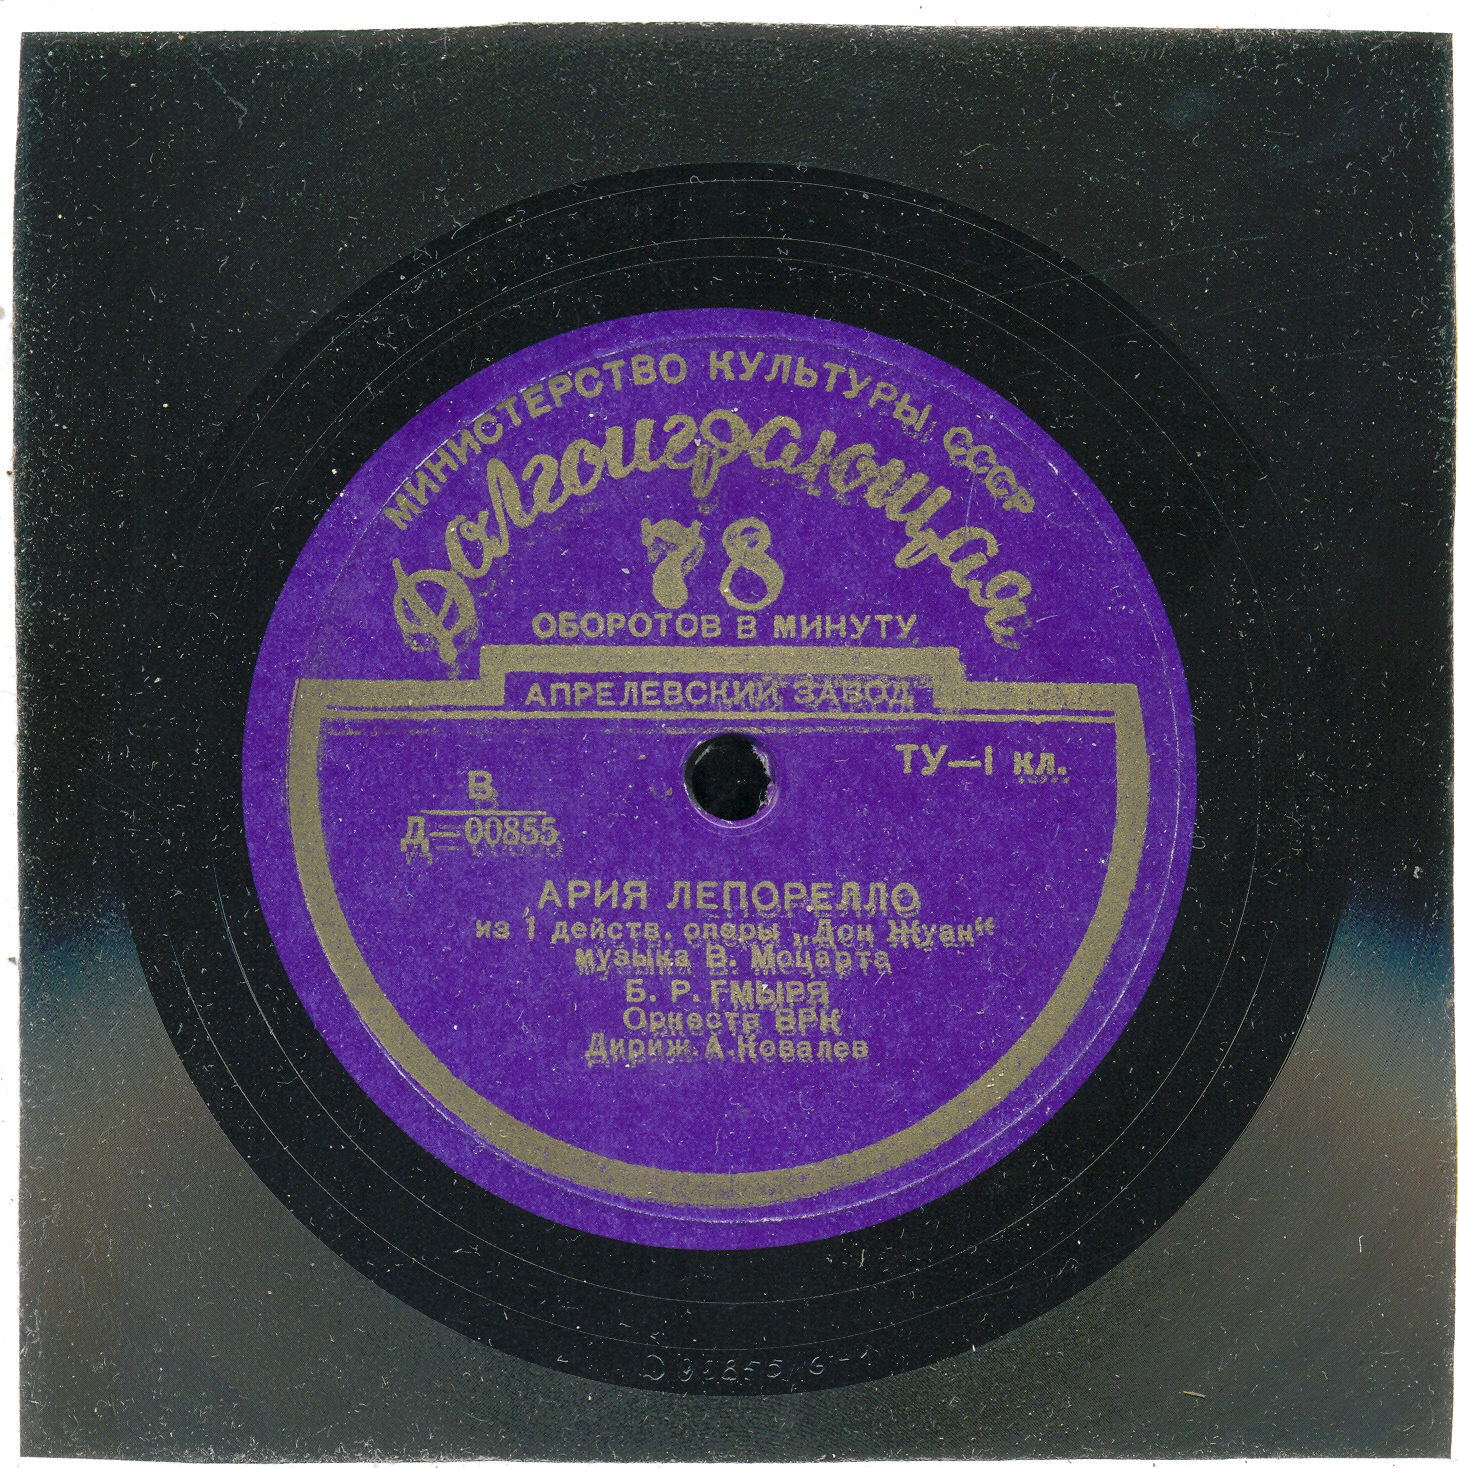 МИНИСТЕРСТВО КУЛЬТУРЫ СССР
Долгоиграющая
78
ОБОРОТОВ В МИНУТУ
АПРЕЛЕВСКИЙ ЗАВОД
ТУ—I кл.
В
Д—00855
АРИЯ ЛЕПОРЕЛЛО
из 1 действ. оперы „Дон Жуан“
музыка В. Моцарта
Б. Р. ГМЫРЯ
Оркестр ВРК
Дириж. А. Ковалев